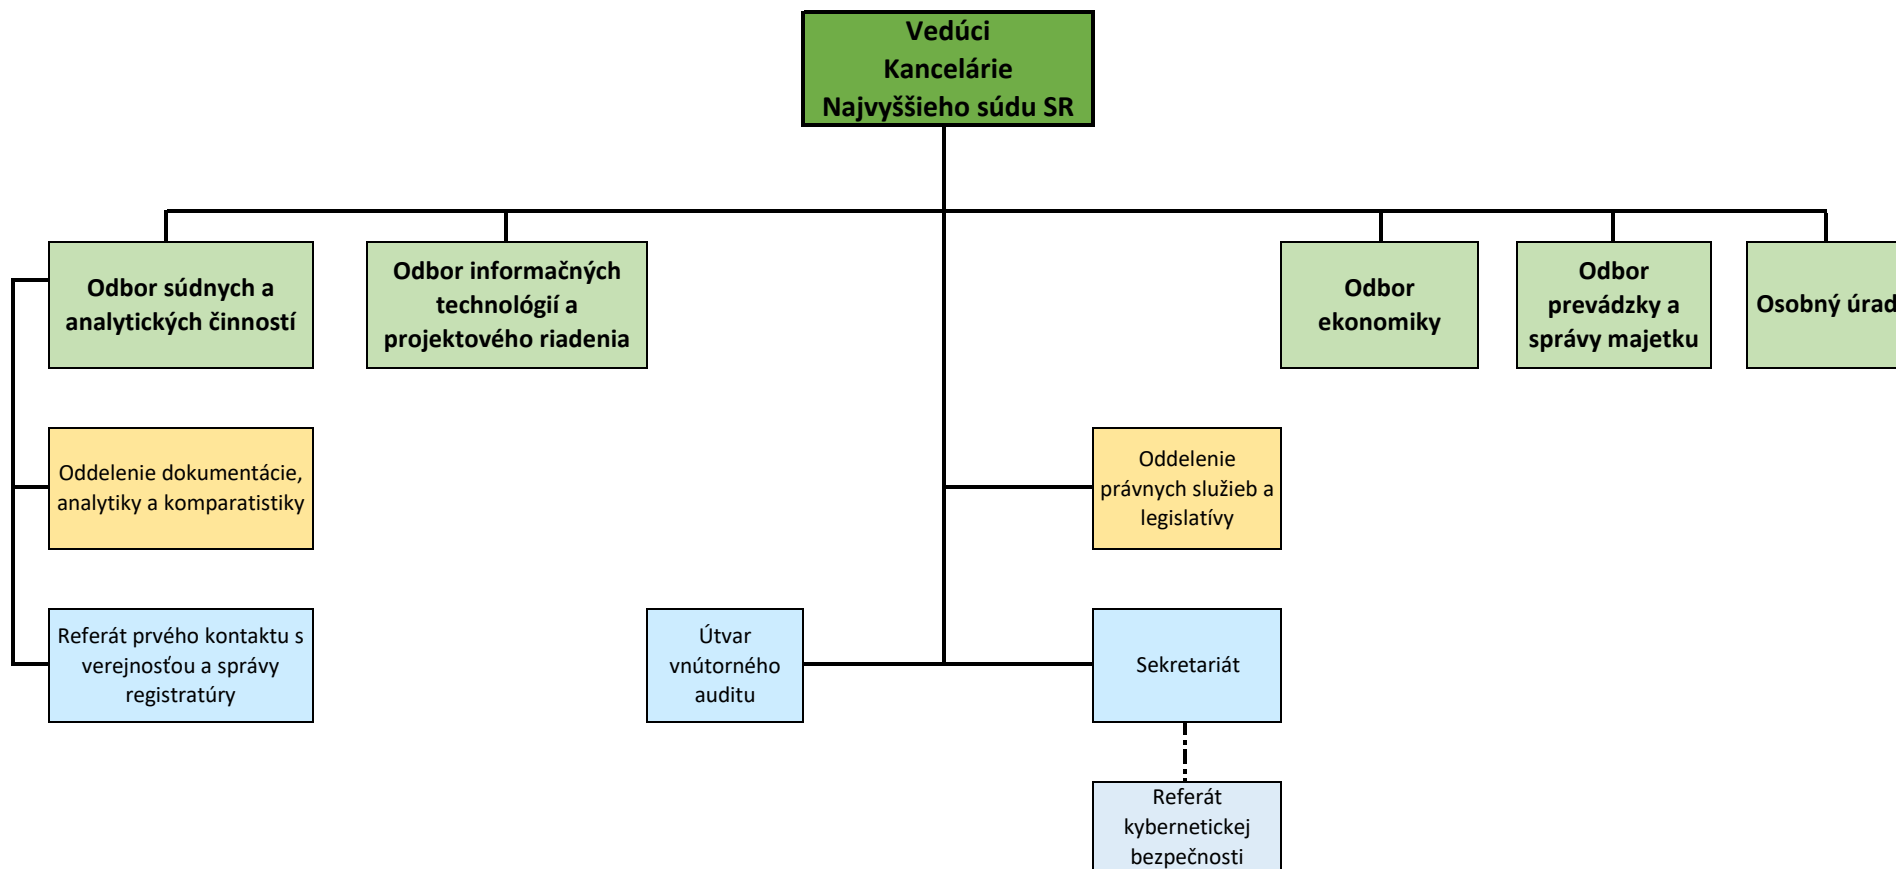 Vedúci
Kancelárie
Najvyššieho súdu SR
Odbor súdnych a
analytických činností
Odbor informačných
technológií a
projektového riadenia
Odbor
ekonomiky
Odbor
prevádzky a
správy majetku
Osobný úrad
Oddelenie dokumentácie,
analytiky a komparatistiky
Oddelenie
právnych služieb a
legislatívy
Referát prvého kontaktu s
verejnosťou a správy
registratúry
Útvar
vnútorného
auditu
Sekretariát
Referát
kybernetickej
bezpečnosti